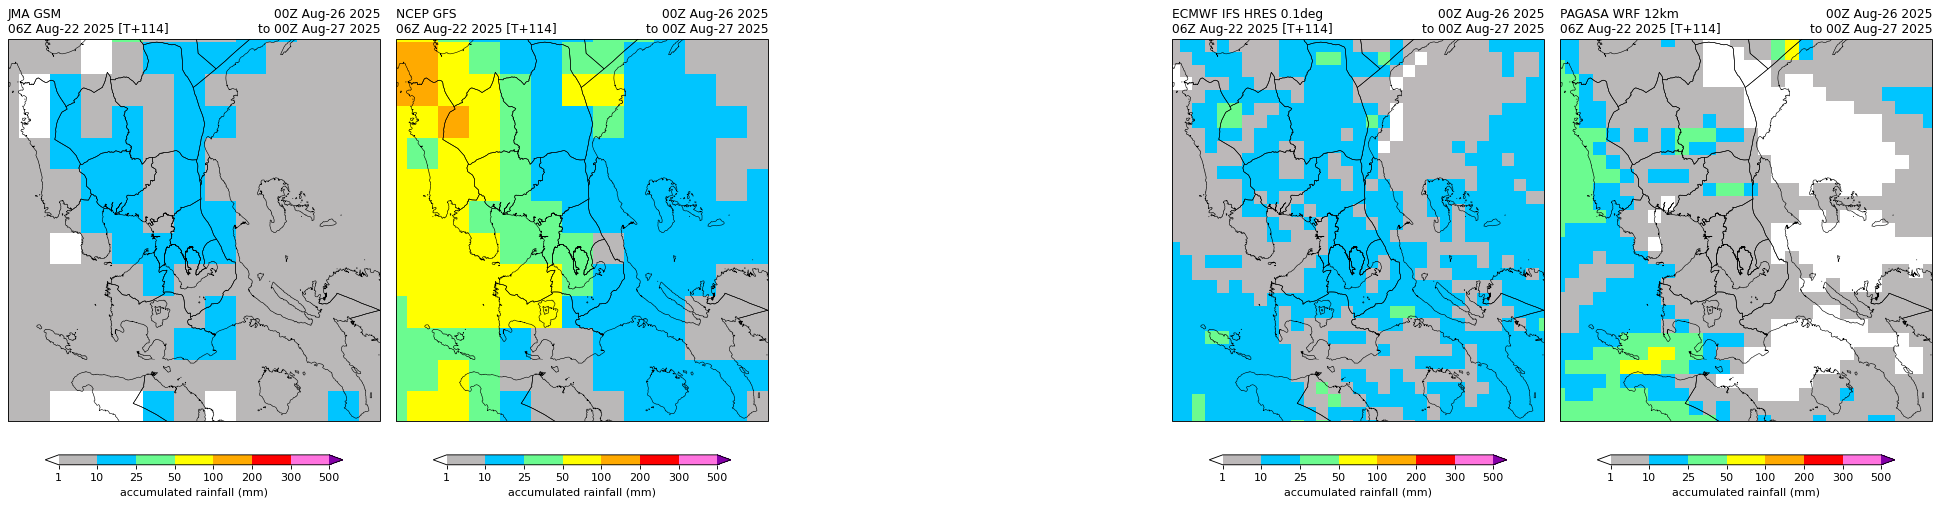 JMA GSM 00Z Aug-26 2025
06Z Aug-22 2025 [T+114] to 00Z Aug-27 2025
1 10 25 50 100 200 300 500
accumulated rainfall (mm)
NCEP GFS 00Z Aug-26 2025
06Z Aug-22 2025 [T+114] to 00Z Aug-27 2025
1 10 25 50 100 200 300 500
accumulated rainfall (mm)
ECMWF IFS HRES 0.1deg 00Z Aug-26 2025
06Z Aug-22 2025 [T+114] to 00Z Aug-27 2025
1 10 25 50 100 200 300 500
accumulated rainfall (mm)
PAGASA WRF 12km 00Z Aug-26 2025
06Z Aug-22 2025 [T+114] to 00Z Aug-27 2025
1 10 25 50 100 200 300 500
accumulated rainfall (mm)